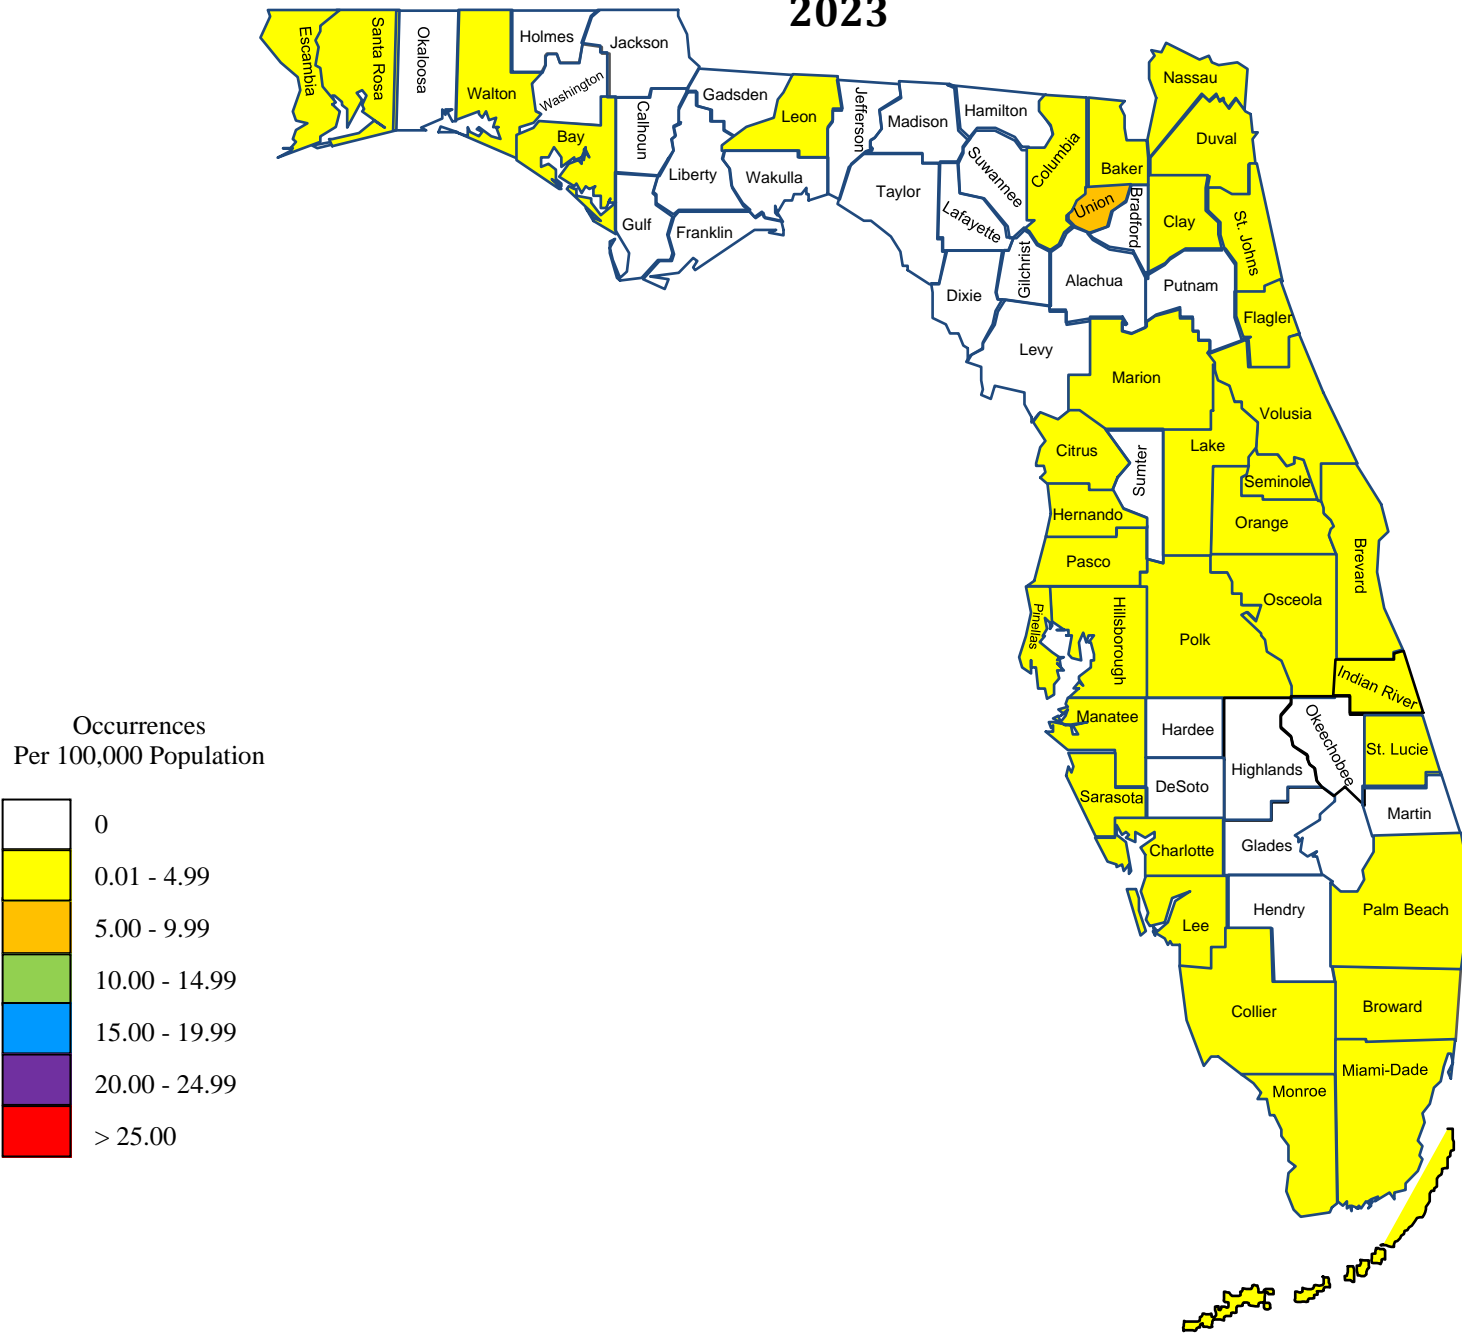 2023
Escambia
Santa Rosa
Okaloosa
Walton
Holmes
Jackson
Washington
Bay
Calhoun
Gulf
Gadsden
Liberty
Franklin
Leon
Wakulla
Jefferson
Madison
Taylor
Hamilton
Suwannee
Lafayette
Dixie
Gilchrist
Columbia
Baker
Union
Bradford
Nassau
Duval
Clay
St. Johns
Alachua
Putnam
Flagler
Levy
Marion
Volusia
Citrus
Sumter
Lake
Seminole
Hernando
Orange
Pasco
Brevard
Pinellas
Hillsborough
Polk
Osceola
Indian River
Manatee
Hardee
Okeechobee
Highlands
St. Lucie
Sarasota
DeSoto
Martin
Charlotte
Glades
Lee
Hendry
Palm Beach
Collier
Broward
Miami-Dade
Monroe
Occurrences
Per 100,000 Population
0
0.01 - 4.99
5.00 - 9.99
10.00 - 14.99
15.00 - 19.99
20.00 - 24.99
> 25.00